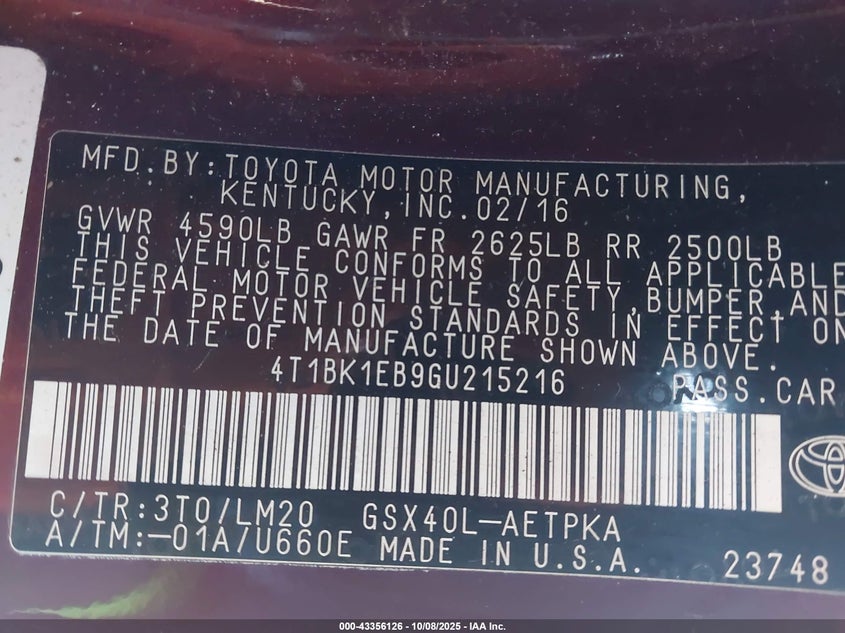 MFD.BY:TOYOTA MOTOR MANUFACTURING,
KENTUCKY,INC.02/16
GVWR 4590LB GAWR FR 2625LB RR 2500LB
THIS VEHICLE CONFORMS TO ALL APPLICABLE
FEDERAL MOTOR VEHICLE SAFETY,BUMPER,AND
THEFT PREVENTION STANDARDS IN EFFECT ON
THE DATE OF MANUFACTURE SHOWN ABOVE.
4T1BK1EB9GU215216 PASS.CAR
C/TR:3T0/LM20 GSX40L-AETPKA
A/TM:-01A/U660E MADE IN U.S.A. 23748
000-43356126 - 10/08/2025 - IAA Inc.